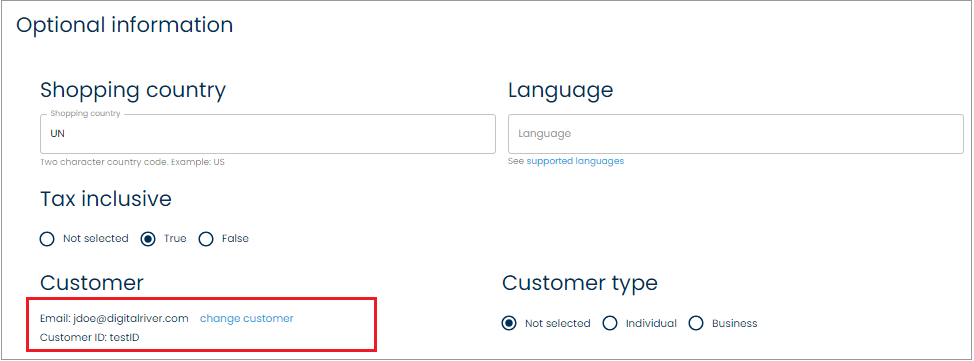 Optional information
Shopping country
Language
Shopping country
UN
Language
Two character country code. Example: US
See supported languages
Tax inclusive
Not selected
True
False
Customer
Customer type
Email: jdoe@digitalriver.com change customer
Not selected
Individual
Business
Customer ID: testID